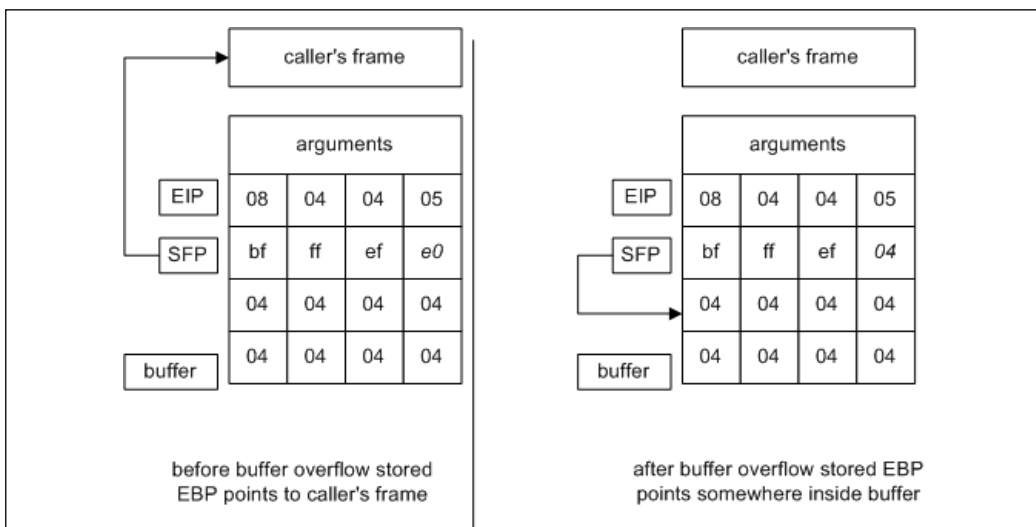 caller's frame
arguments
EIP 08 04 04 05
SFP bf ff ef e0
04 04 04 04
buffer 04 04 04 04
before buffer overflow stored
EBP points to caller's frame
caller's frame
arguments
EIP 08 04 04 05
SFP bf ff ef 04
04 04 04 04
buffer 04 04 04 04
after buffer overflow stored EBP
points somewhere inside buffer